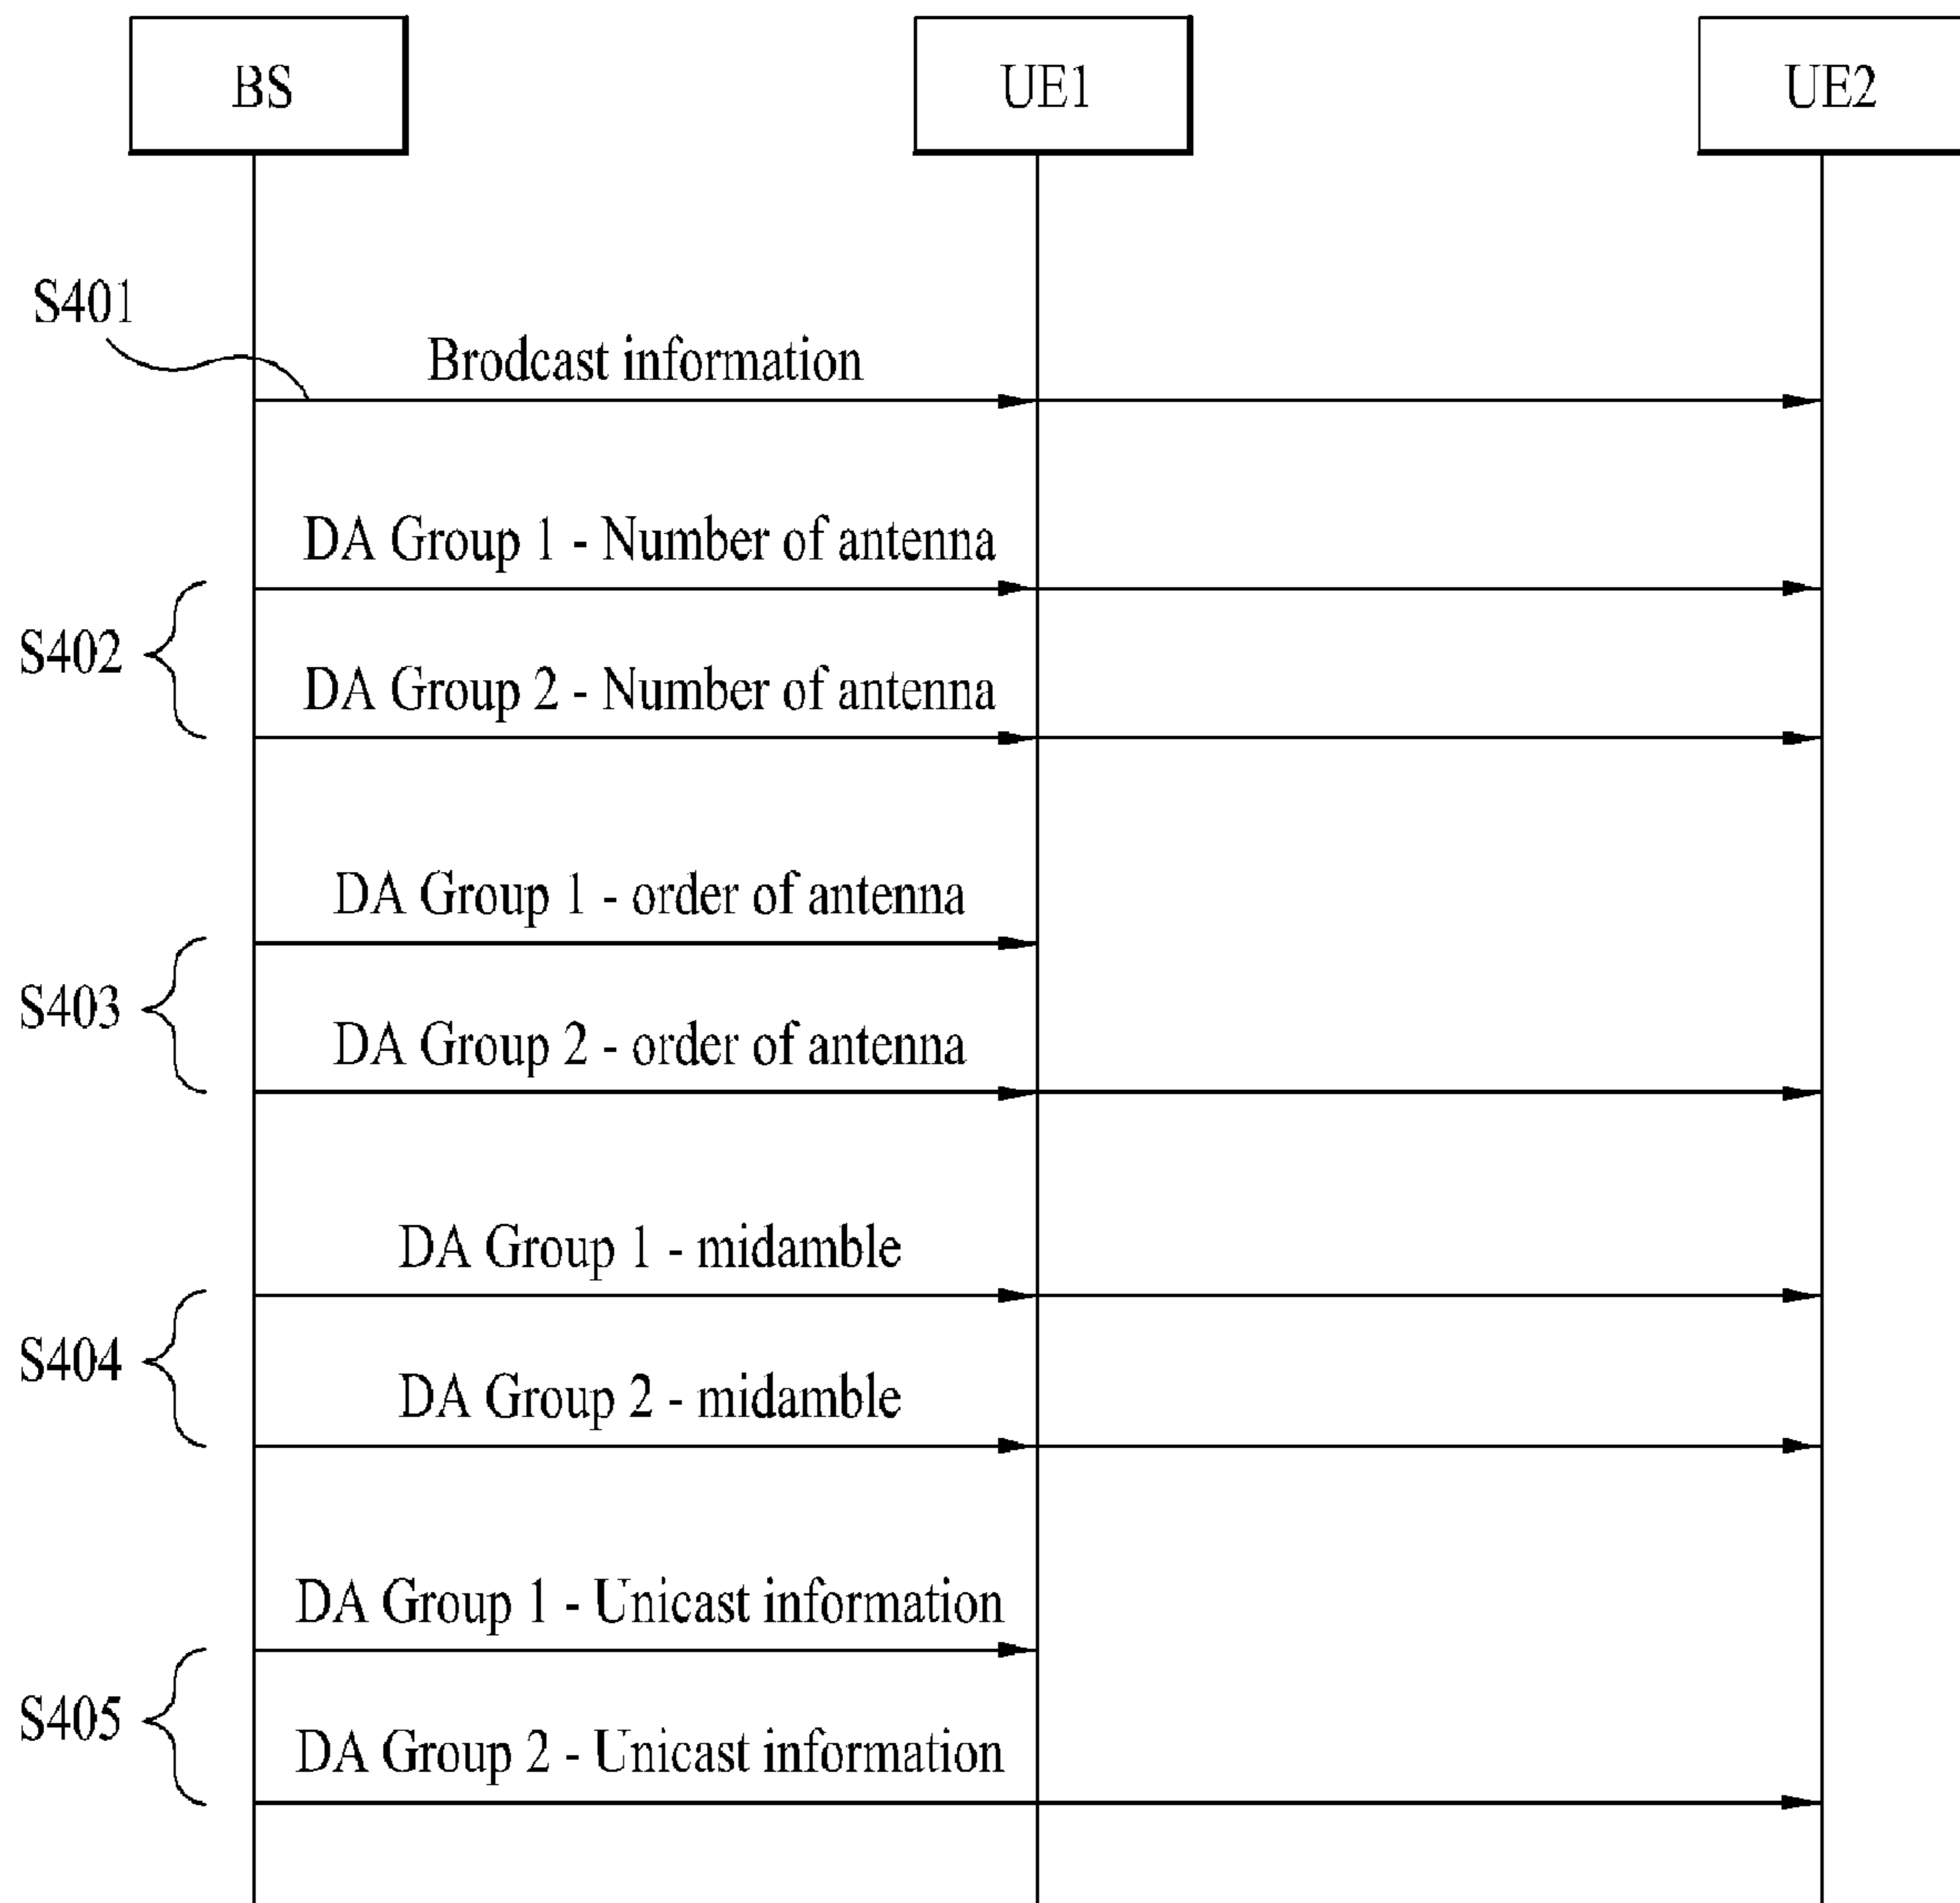 BS
UE1
UE2
S401
Brodcast information
DA Group 1 - Number of antenna
S402
DA Group 2 - Number of antenna
DA Group 1 - order of antenna
S403
DA Group 2 - order of antenna
DA Group 1 - midamble
S404
DA Group 2 - midamble
DA Group 1 - Unicast information
S405
DA Group 2 - Unicast information